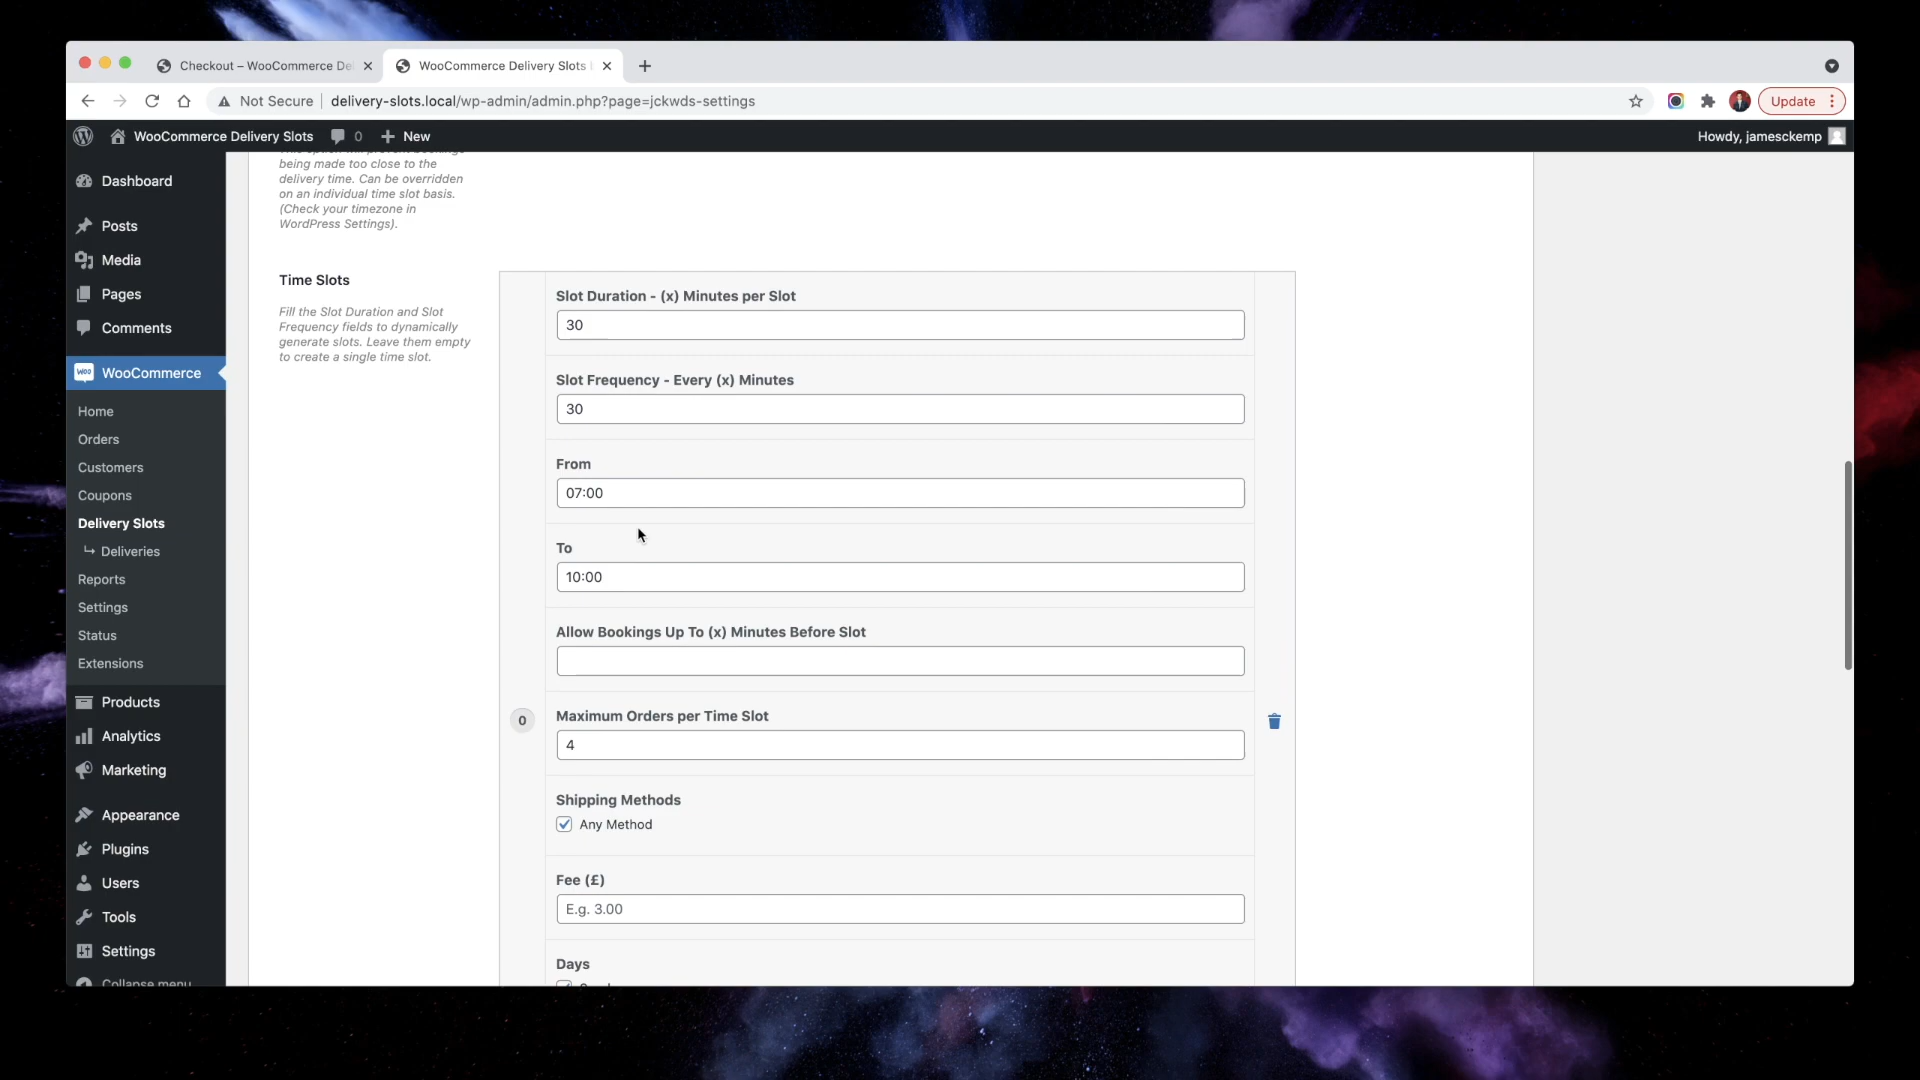 Checkout – WooCommerce De
WooCommerce Delivery Slots
Not Secure
delivery-slots.local/wp-admin/admin.php?page=jckwds-settings
Update
WooCommerce Delivery Slots
0
New
Howdy, jamesckemp
Dashboard
Posts
Media
Pages
Comments
WOO
WooCommerce
Home
Orders
Customers
Coupons
Delivery Slots
Deliveries
Reports
Settings
Status
Extensions
Products
Analytics
Marketing
Appearance
Plugins
Users
Tools
Settings
Collapse menu
being made too close to the
delivery time. Can be overridden
on an individual time slot basis.
(Check your timezone in
WordPress Settings).
Time Slots
Fill the Slot Duration and Slot
Frequency fields to dynamically
generate slots. Leave them empty
to create a single time slot.
Slot Duration - (x) Minutes per Slot
30
Slot Frequency - Every (x) Minutes
30
From
07:00
To
10:00
Allow Bookings Up To (x) Minutes Before Slot
0
Maximum Orders per Time Slot
4
Shipping Methods
Any Method
Fee (£)
E.g. 3.00
Days